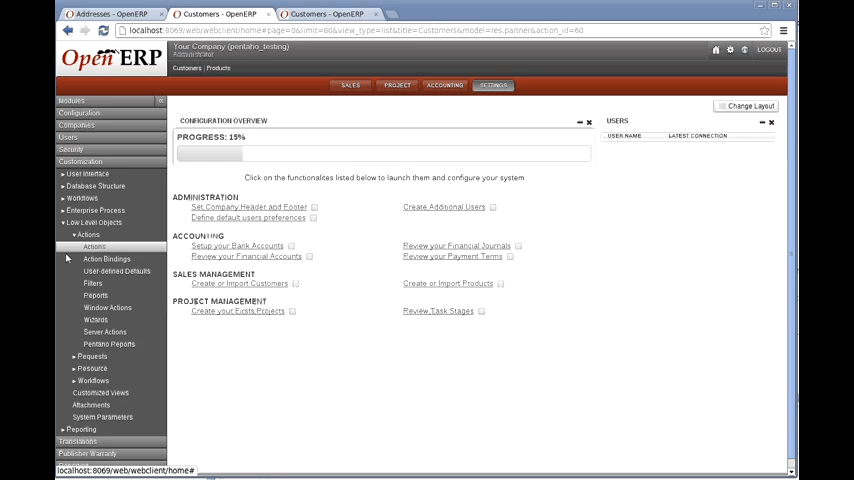 Addresses - OpenERP
Customers - OpenERP
Customers - OpenERP
localhost:8069/web/webclient/home#page=0&limit=80&view_type=list&title=Customers&model=res.partner&action_id=60
Open ERP
Your Company (pentaho_testing)
Administrator
Customers Products
LOGOUT
SALES PROJECT ACCOUNTING SETTINGS
Modules
Configuration
Companies
Users
Security
Customization
User Interface
Database Structure
Workflows
Enterprise Process
Low Level Objects
Actions
Actions
Action Bindings
User-defined Defaults
Filters
Reports
Window Actions
Wizards
Server Actions
Pentaho Reports
Requests
Resource
Workflows
Customized Views
Attachments
System Parameters
Reporting
Translations
Publisher Warranty
localhost:8069/web/webclient/home#
Change Layout
CONFIGURATION OVERVIEW
PROGRESS: 15%
Click on the functionalites listed below to launch them and configure your system
ADMINISTRATION
Set Company Header and Footer
Create Additional Users
Define default users preferences
ACCOUNTING
Setup your Bank Accounts
Review your Financial Journals
Review your Financial Accounts
Review your Payment Terms
SALES MANAGEMENT
Create or Import Customers
Create or Import Products
PROJECT MANAGEMENT
Create your Firsts Projects
Review Task Stages
USERS
USER NAME LATEST CONNECTION